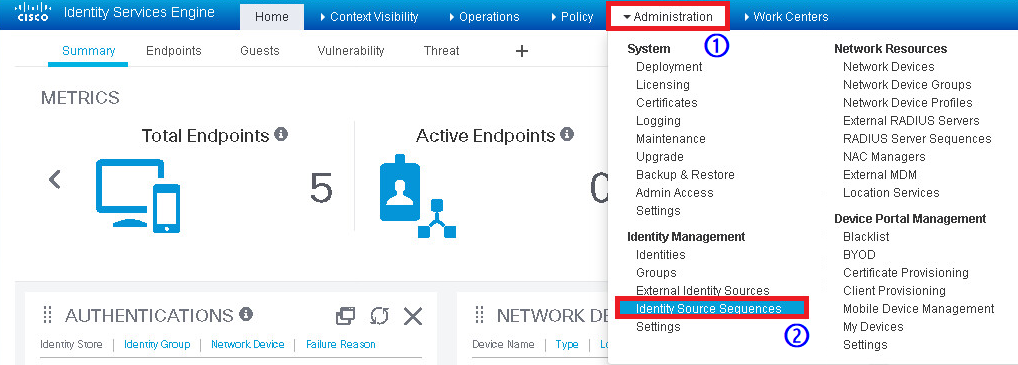 CISCO Identity Services Engine Home Context Visibility Operations Policy Administration Work Centers
1
Summary Endpoints Guests Vulnerability Threat +
METRICS
Total Endpoints
5
Active Endpoints
0
System
Deployment
Licensing
Certificates
Logging
Maintenance
Upgrade
Backup & Restore
Admin Access
Settings
Identity Management
Identities
Groups
External Identity Sources
Identity Source Sequences
2
Settings
Network Resources
Network Devices
Network Device Groups
Network Device Profiles
External RADIUS Servers
RADIUS Server Sequences
NAC Managers
External MDM
Location Services
Device Portal Management
Blacklist
BYOD
Certificate Provisioning
Client Provisioning
Mobile Device Management
My Devices
Settings
AUTHENTICATIONS
Identity Store Identity Group Network Device Failure Reason
NETWORK DE
Device Name Type Lo